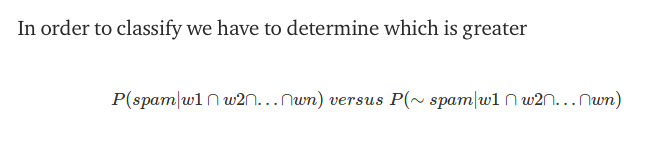 In order to classify we have to determine which is greater
P(spam|w1 ∩ w2∩...∩wn) versus P(~ spam|w1 ∩ w2∩...∩wn)